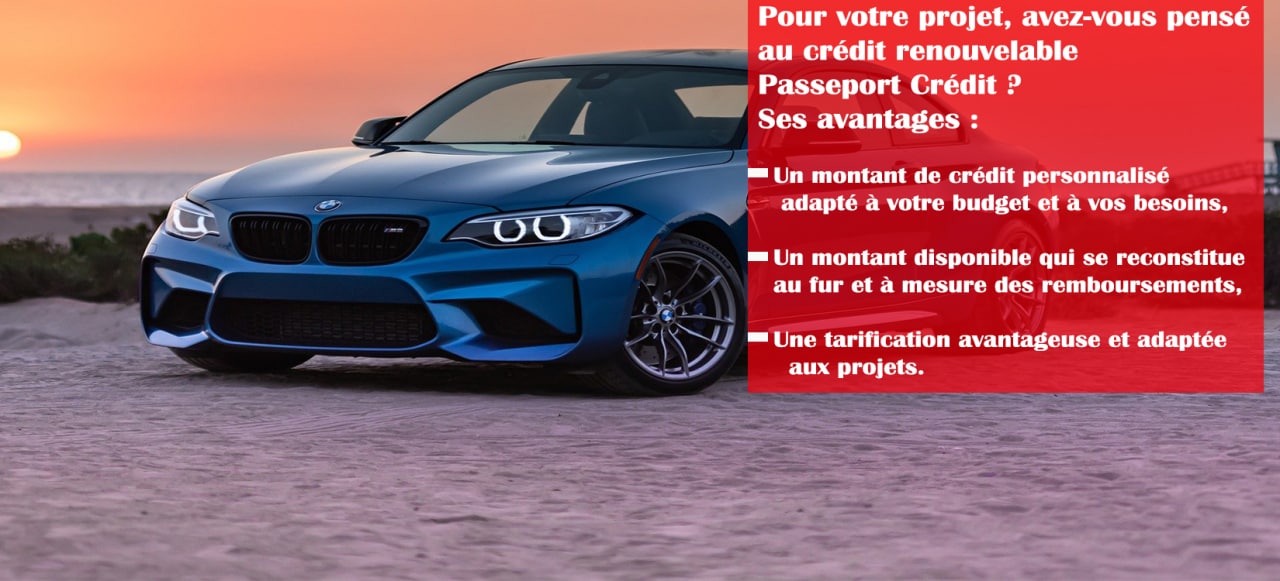 Pour votre projet, avez-vous pensé
au crédit renouvelable
Passeport Crédit ?
Ses avantages :
Un montant de crédit personnalisé
adapté à votre budget et à vos besoins,
Un montant disponible qui se reconstitue
au fur et à mesure des remboursements,
Une tarification avantageuse et adaptée
aux projets.